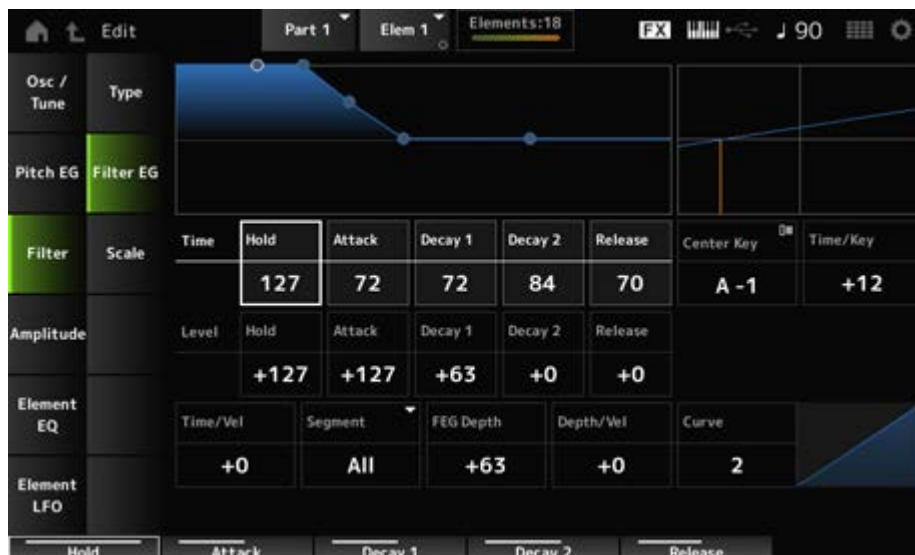 Edit
Part 1
Elem 1
Elements:18
FX
90
Osc /
Tune
Type
Pitch EG
Filter EG
Filter
Scale
Amplitude
Element
EQ
Element
LFO
Time
Hold
Attack
Decay 1
Decay 2
Release
Center Key
Time/Key
127
72
72
84
70
A -1
+12
Level
Hold
Attack
Decay 1
Decay 2
Release
+127
+127
+63
+0
+0
Time/Vel
Segment
FEG Depth
Depth/Vel
Curve
+0
All
+63
+0
2
Hold
Attack
Decay 1
Decay 2
Release